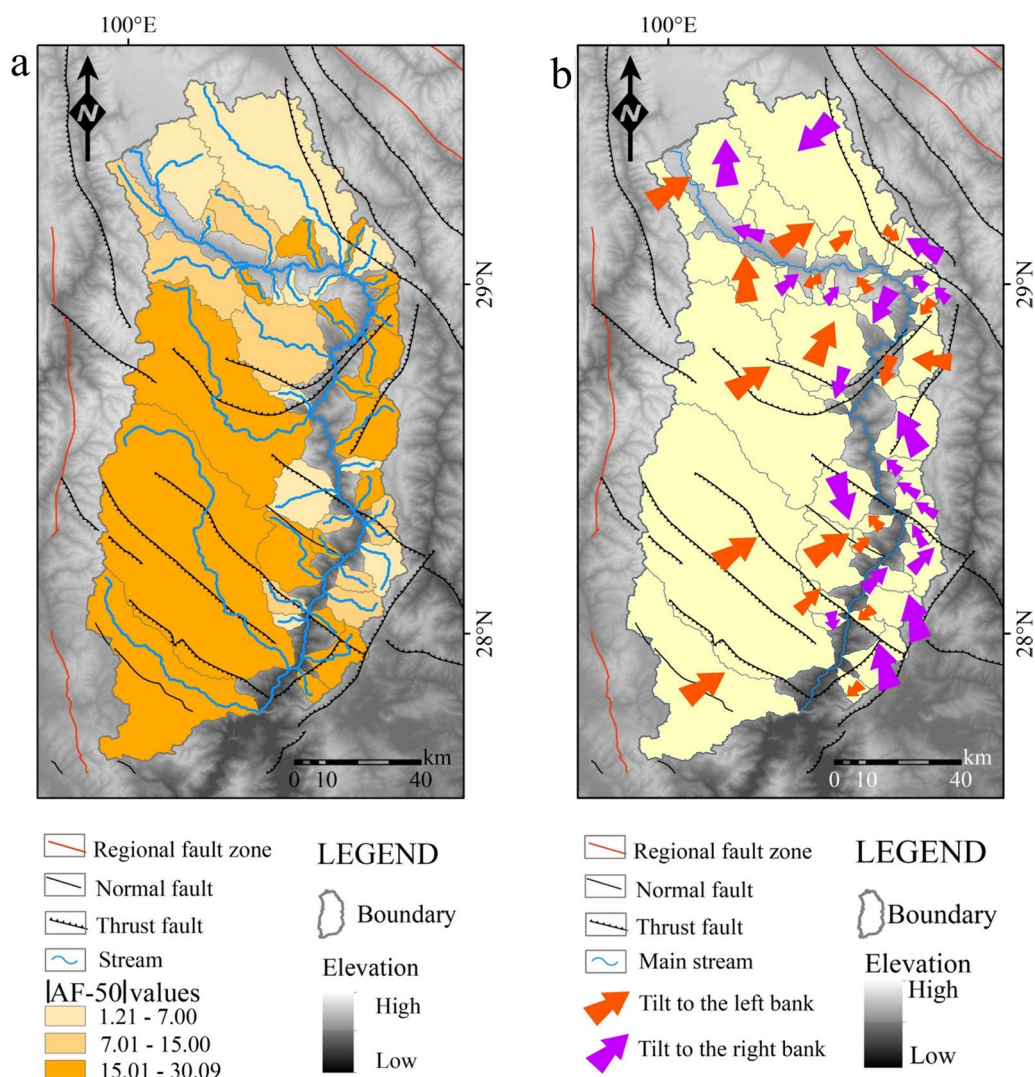 100°E
100°E
a
b
N
N
29°N
29°N
28°N
28°N
km
0 10 40
km
0 10 40
Regional fault zone
Normal fault
Thrust fault
Stream
|AF-50|values
1.21 - 7.00
7.01 - 15.00
15.01 - 30.09
LEGEND
Boundary
Elevation
High
Low
Regional fault zone
Normal fault
Thrust fault
Main stream
Tilt to the left bank
Tilt to the right bank
LEGEND
Boundary
Elevation
High
Low